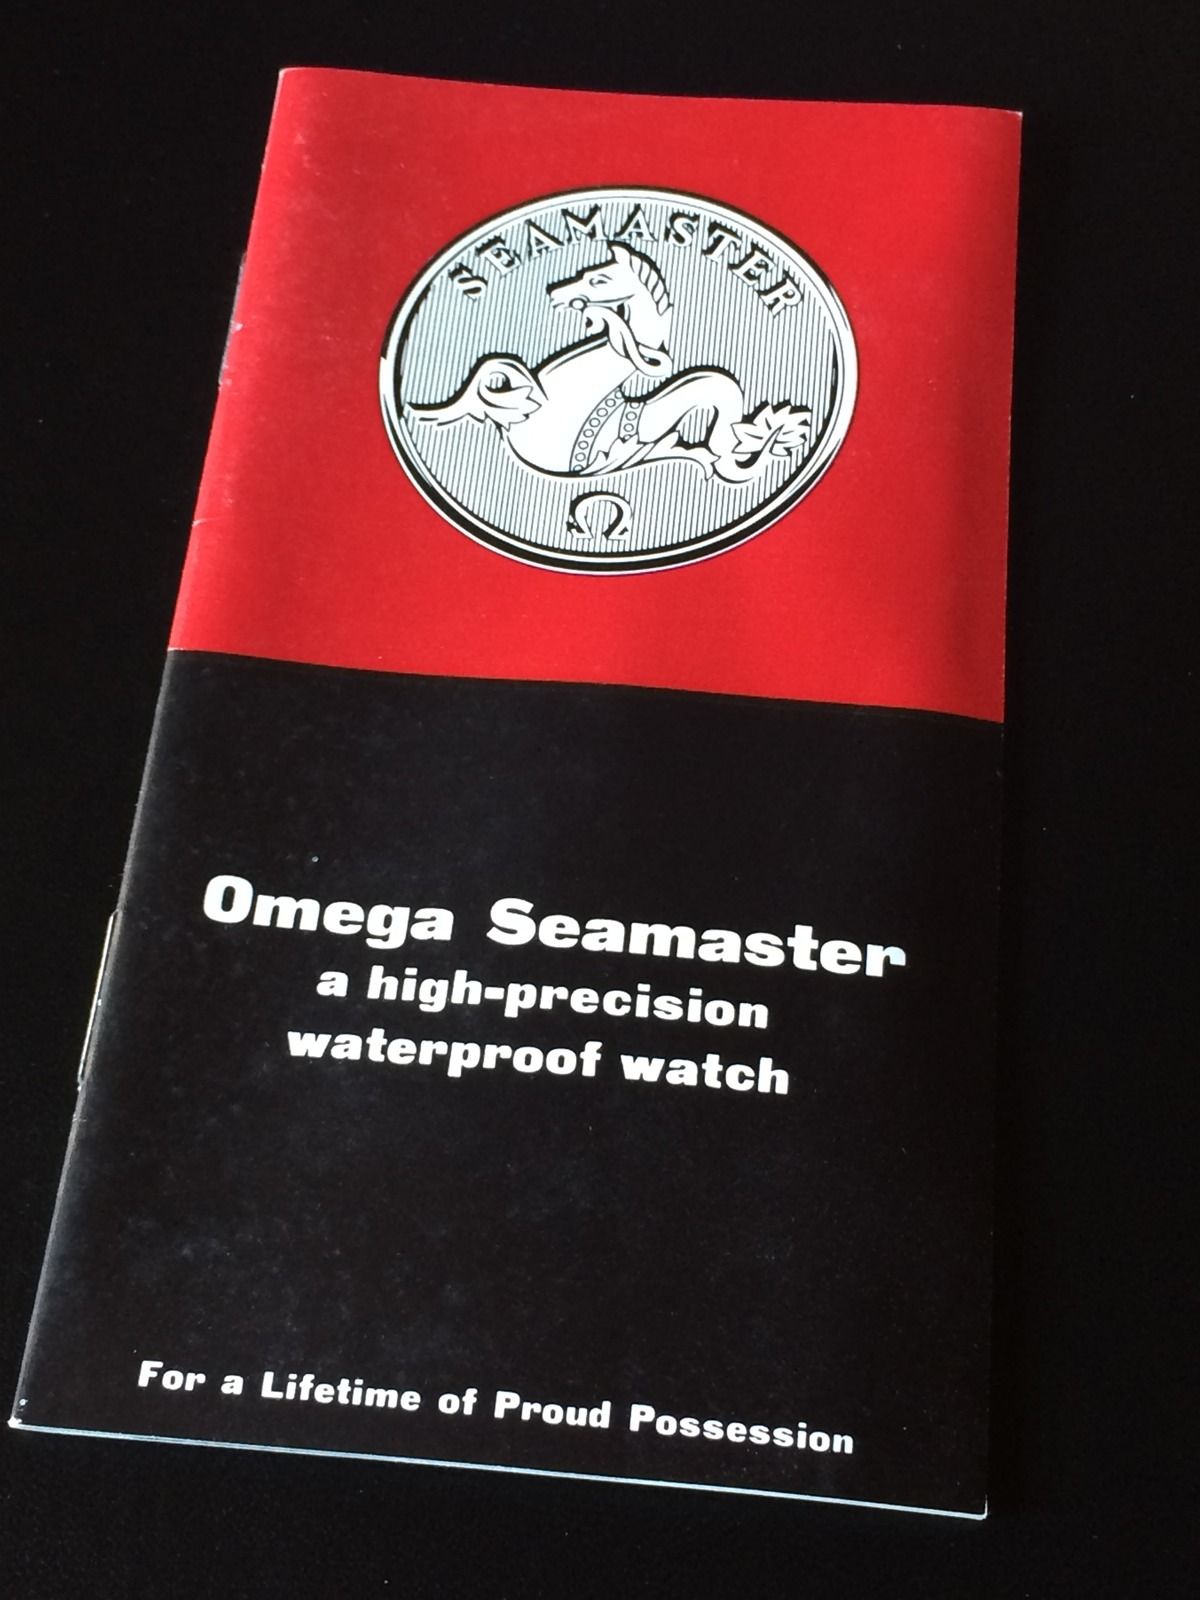 SEAMASTER
Ω
Omega Seamaster
a high-precision
waterproof watch
For a Lifetime of Proud Possession